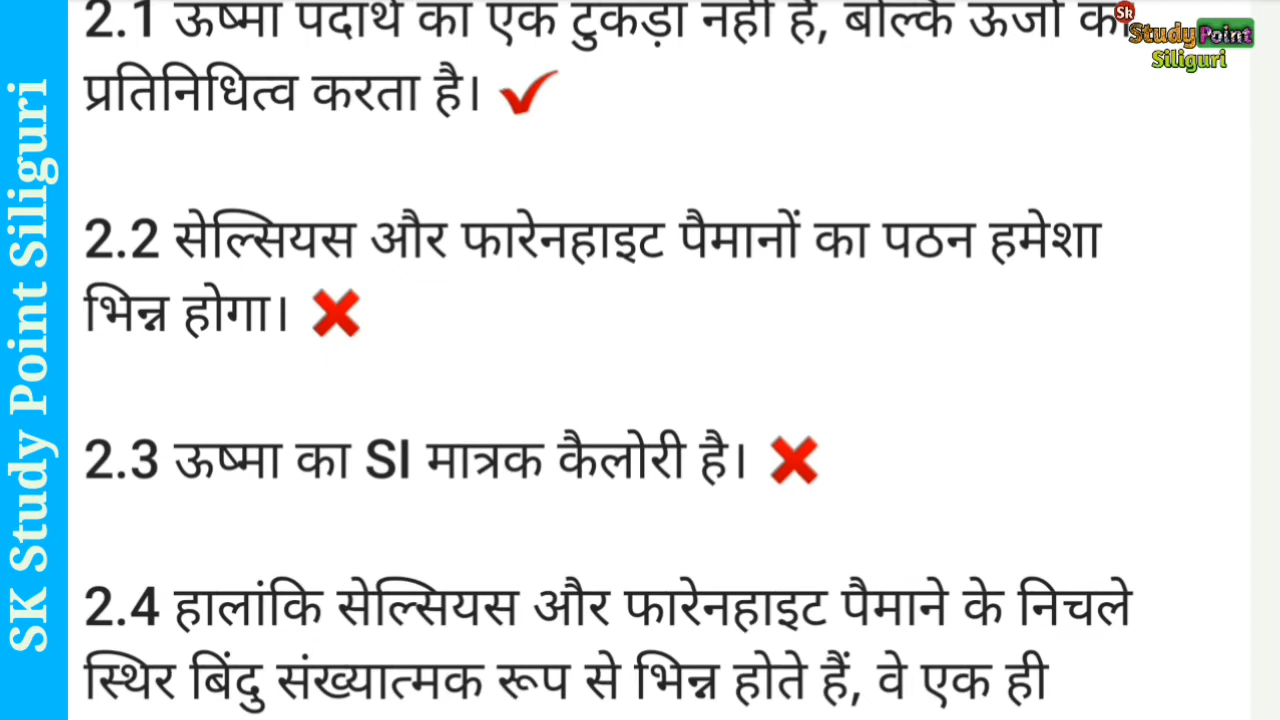 2.1 ऊष्मा पदार्थ का एक टुकड़ा नहीं है, बल्कि ऊर्जा का
प्रतिनिधित्व करता है। ✔
2.2 सेल्सियस और फारेनहाइट पैमानों का पठन हमेशा
भिन्न होगा। ❌
2.3 ऊष्मा का SI मात्रक कैलोरी है। ❌
2.4 हालांकि सेल्सियस और फारेनहाइट पैमाने के निचले
स्थिर बिंदु संख्यात्मक रूप से भिन्न होते हैं, वे एक ही
SK Study Point Siliguri
Sk
Study Point
Siliguri